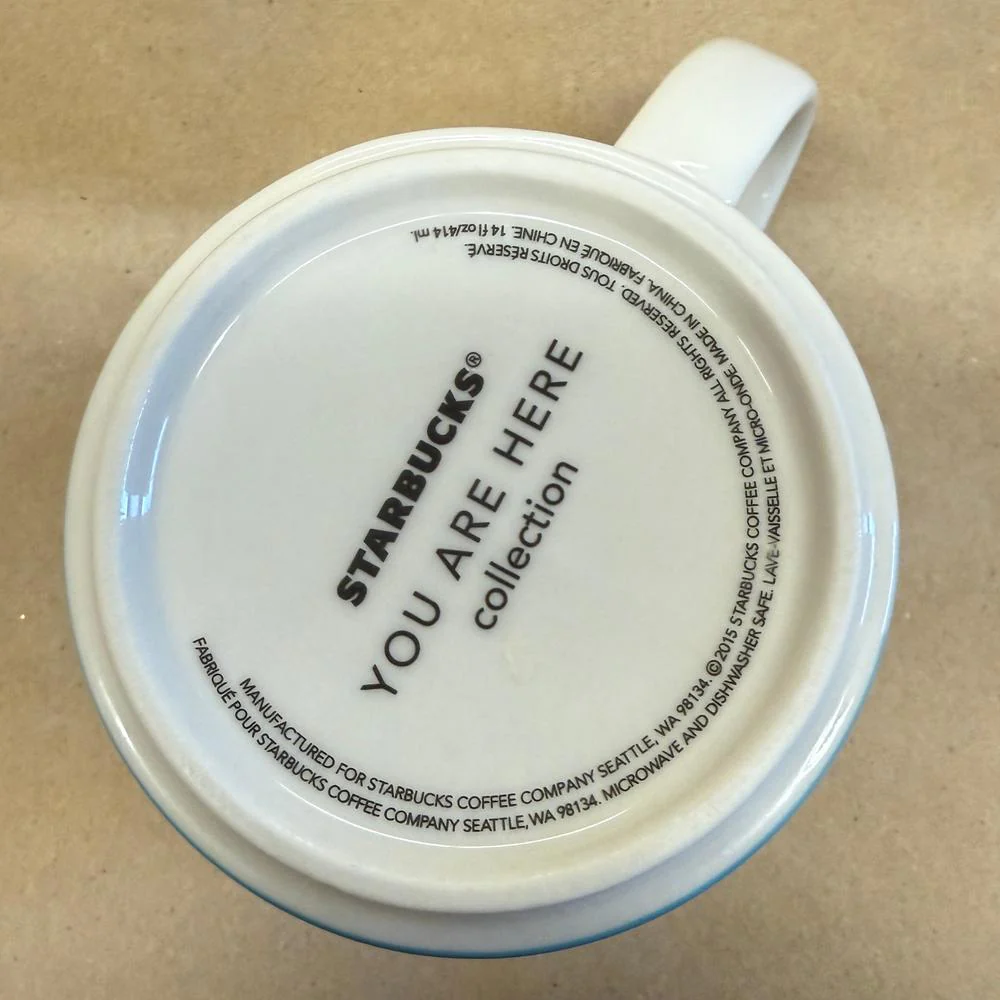 STARBUCKS®
YOU ARE HERE
collection
MANUFACTURED FOR STARBUCKS COFFEE COMPANY SEATTLE, WA 98134. ©2015 STARBUCKS COFFEE COMPANY ALL RIGHTS RESERVED. TOUS DROITS RÉSERVÉ.
FABRIQUÉ POUR STARBUCKS COFFEE COMPANY SEATTLE, WA 98134. MICROWAVE AND DISHWASHER SAFE. LAVE-VAISSELLE ET MICRO-ONDE. MADE IN CHINA. FABRIQUÉ EN CHINE. 14 fl oz/414 ml.